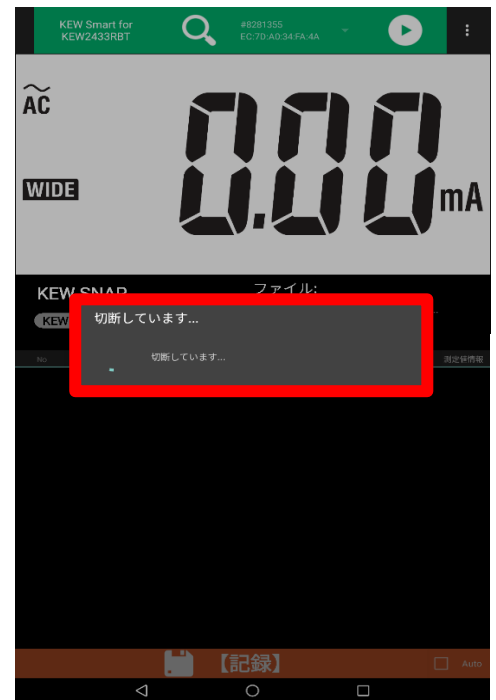 KEW Smart for
KEW2433RBT
#8281355
EC:7D:A0:34:FA:4A
AC
WIDE
0.00
mA
KEW SNAP
ファイル:
KEW
切断しています...
切断しています...
No
測定値情報
【記録】
Auto